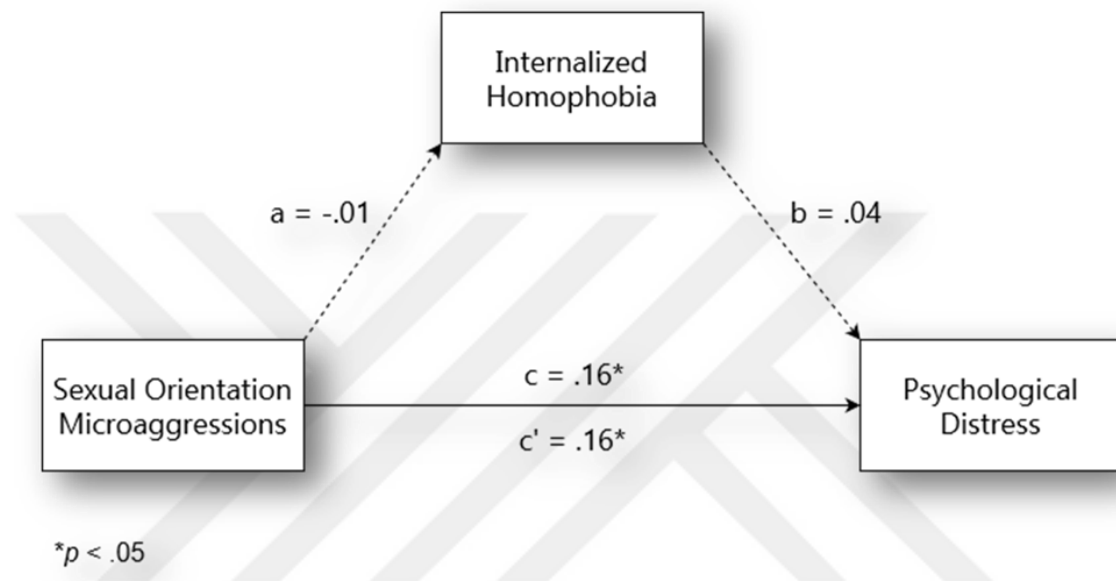 Internalized
Homophobia
a = -.01
b = .04
c = .16*
Sexual Orientation
Microaggressions
Psychological
Distress
c' = .16*
*p < .05